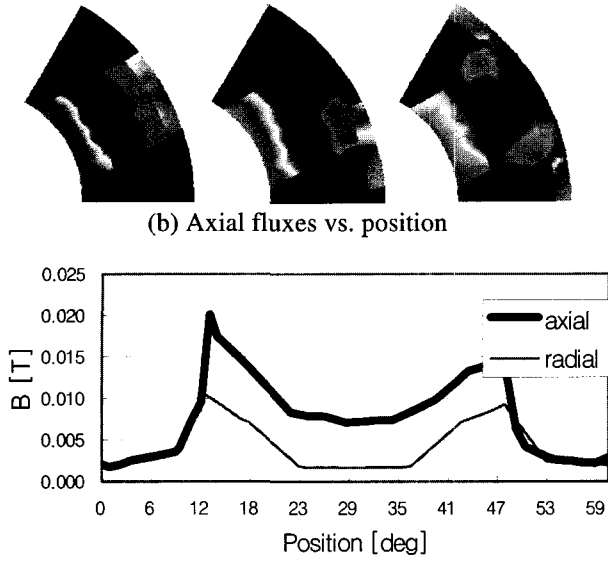 (b) Axial fluxes vs. position
B [T]
0.025
0.020
0.015
0.010
0.005
0.000
axial
radial
0 6 12 18 23 29 35 41 47 53 59
Position [deg]